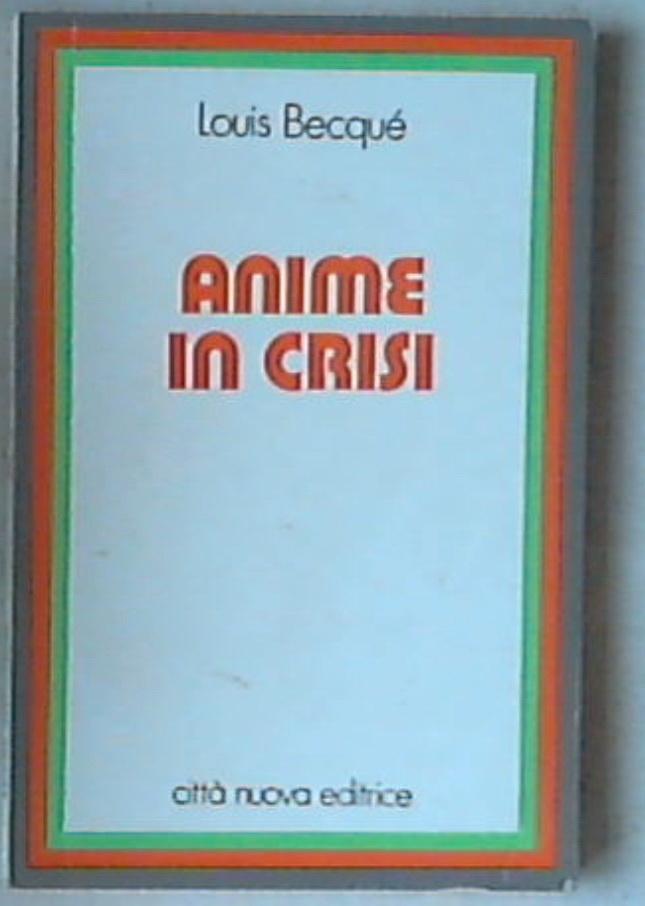 Louis Becqué
ANIME
IN CRISI
città nuova editrice